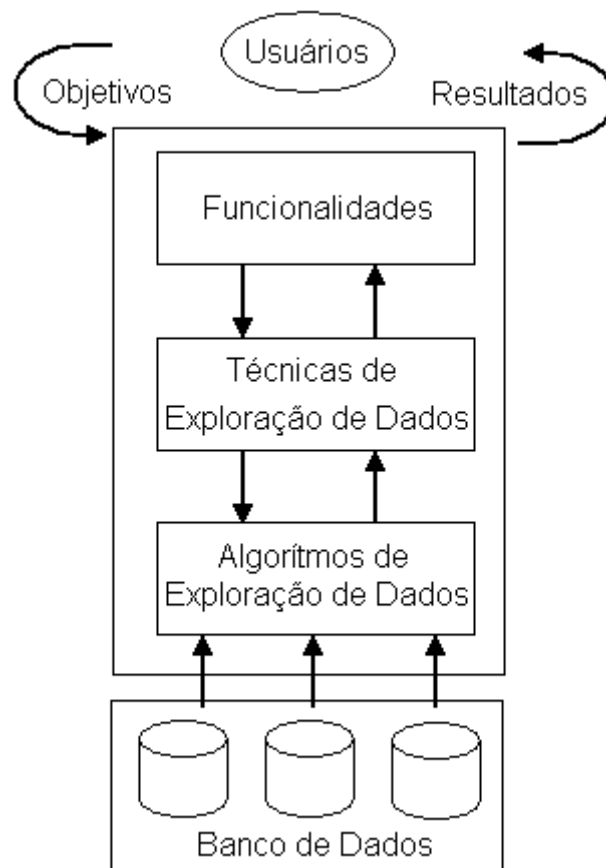 Usuários
Objetivos
Resultados
Funcionalidades
Técnicas de
Exploração de Dados
Algorítmos de
Exploração de Dados
Banco de Dados